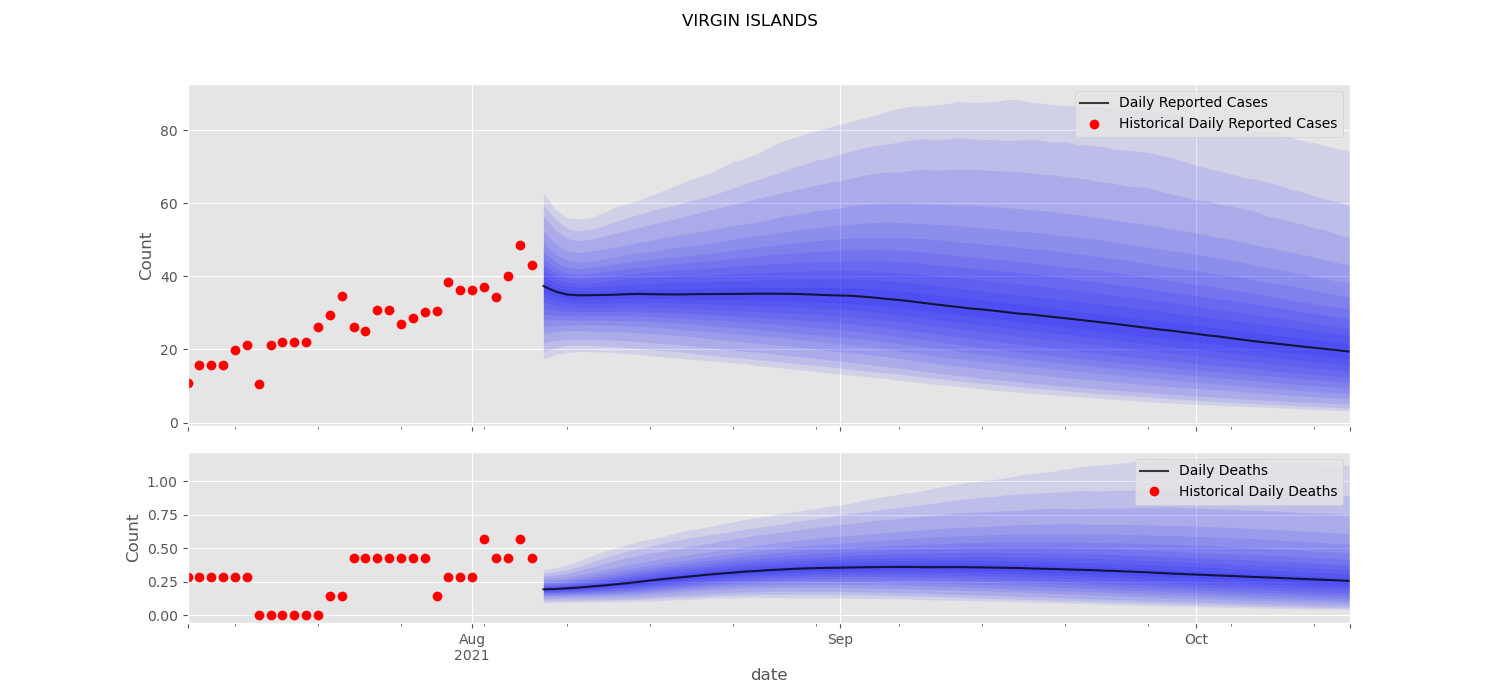 VIRGIN ISLANDS
Count
80
60
40
20
0
Daily Reported Cases
Historical Daily Reported Cases
Count
1.00
0.75
0.50
0.25
0.00
Daily Deaths
Historical Daily Deaths
Aug
2021
Sep
Oct
date